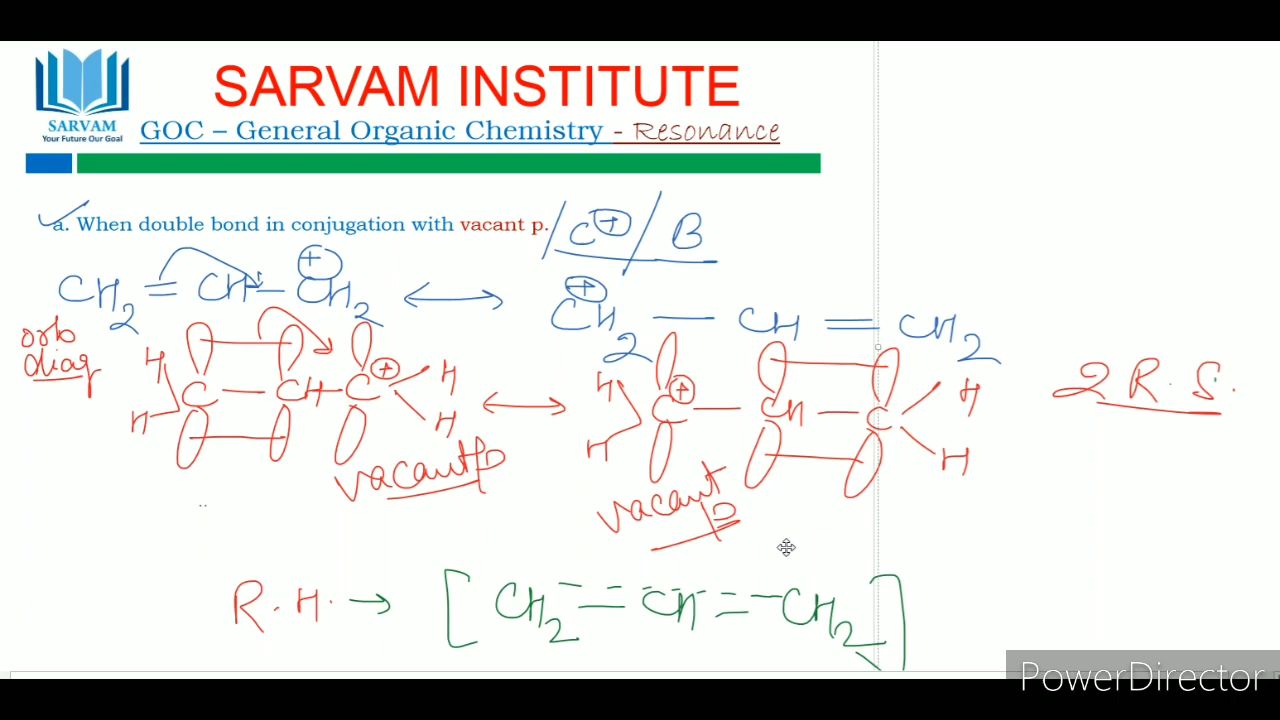 SARVAM INSTITUTE
SARVAM
Your Future Our Goal
GOC – General Organic Chemistry - Resonance
a. When double bond in conjugation with vacant p. / C⊕ / B
CH2 = CH – CH2 ⊕ ↔ ⊕ CH2 — CH = CH2
orb
diag
H H C — CH — C ⊕ H H ↔ H H C ⊕ — CH — C H H
2 R. S.
vacant p
vacant
p
R. H. → [ CH2 = CH = CH2 ]
PowerDirector